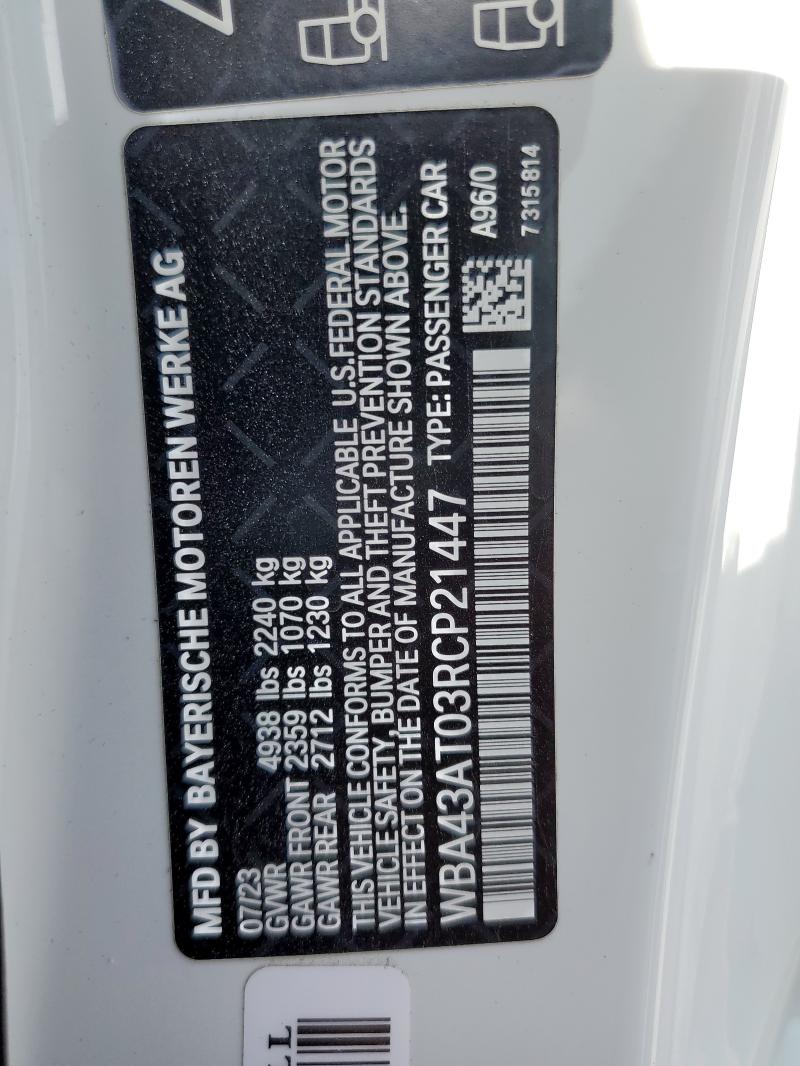 MFD BY BAYERISCHE MOTOREN WERKE AG
07/23
GVWR 4938 lbs 2240 kg
GAWR FRONT 2359 lbs 1070 kg
GAWR REAR 2712 lbs 1230 kg
THIS VEHICLE CONFORMS TO ALL APPLICABLE U.S.FEDERAL MOTOR
VEHICLE SAFETY, BUMPER AND THEFT PREVENTION STANDARDS
IN EFFECT ON THE DATE OF MANUFACTURE SHOWN ABOVE.
WBA43AT03RCP21447 TYPE: PASSENGER CAR
A96/0
7 315 814